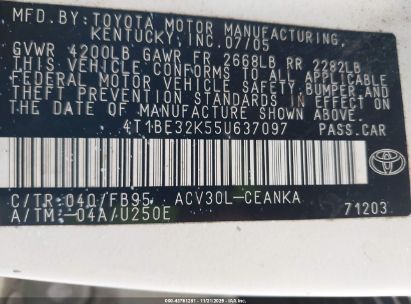 MFD. BY: TOYOTA MOTOR MANUFACTURING,
KENTUCKY, INC. 07/05
GVWR 4200LB GAWR FR 2668LB RR 2282LB
THIS VEHICLE CONFORMS TO ALL APPLICABLE
FEDERAL MOTOR VEHICLE SAFETY, BUMPER, AND
THEFT PREVENTION STANDARDS IN EFFECT ON
THE DATE OF MANUFACTURE SHOWN ABOVE.
4T1BE32K55U637097 PASS.CAR
C/TR:040/FB95 ACV30L-CEANKA
A/TM:-04A/U250E 71203
TOYOTA